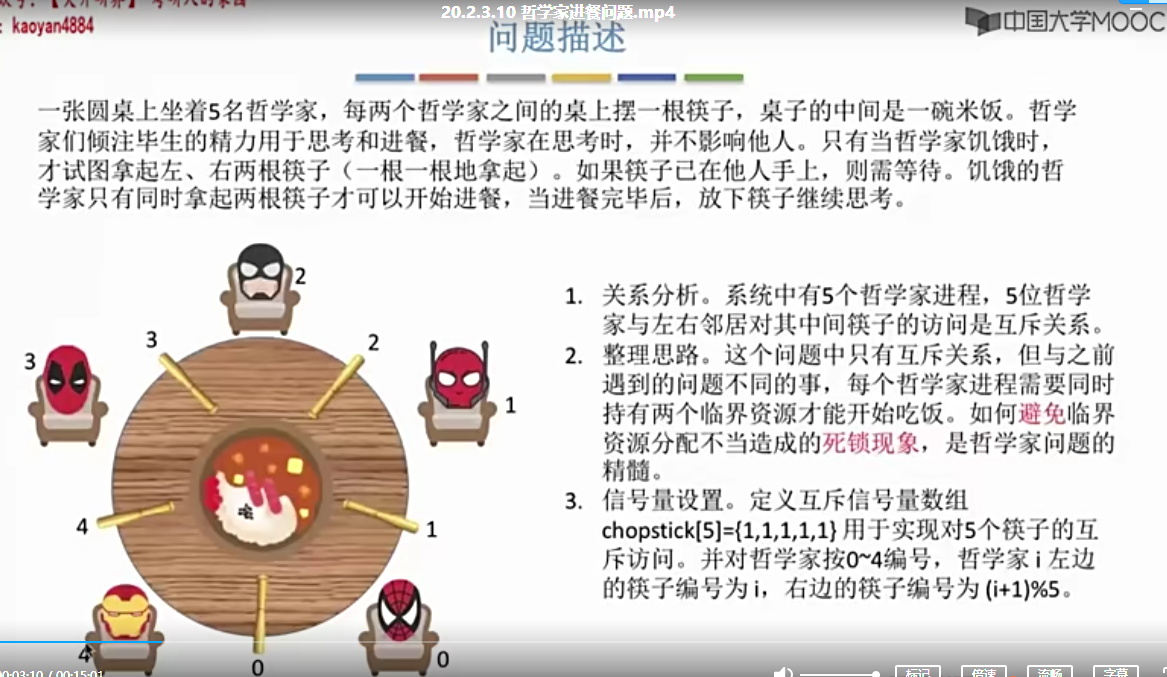 20.2.3.10 哲学家进餐问题.mp4
: kaoyan4884
中国大学MOOC
问题描述
一张圆桌上坐着5名哲学家，每两个哲学家之间的桌上摆一根筷子，桌子的中间是一碗米饭。哲学
家们倾注毕生的精力用于思考和进餐，哲学家在思考时，并不影响他人。只有当哲学家饥饿时，
才试图拿起左、右两根筷子（一根一根地拿起）。如果筷子已在他人手上，则需等待。饥饿的哲
学家只有同时拿起两根筷子才可以开始进餐，当进餐完毕后，放下筷子继续思考。
2
3
2
3
1
4
1
4
0
0
1. 关系分析。系统中有5个哲学家进程，5位哲学
家与左右邻居对其中间筷子的访问是互斥关系。
2. 整理思路。这个问题中只有互斥关系，但与之前
遇到的问题不同的事，每个哲学家进程需要同时
持有两个临界资源才能开始吃饭。如何避免临界
资源分配不当造成的死锁现象，是哲学家问题的
精髓。
3. 信号量设置。定义互斥信号量数组
chopstick[5]={1,1,1,1,1} 用于实现对5个筷子的互
斥访问。并对哲学家按0~4编号，哲学家 i 左边
的筷子编号为 i，右边的筷子编号为 (i+1)%5。
00:03:10 / 00:15:01
标记
倍速
流畅
字幕